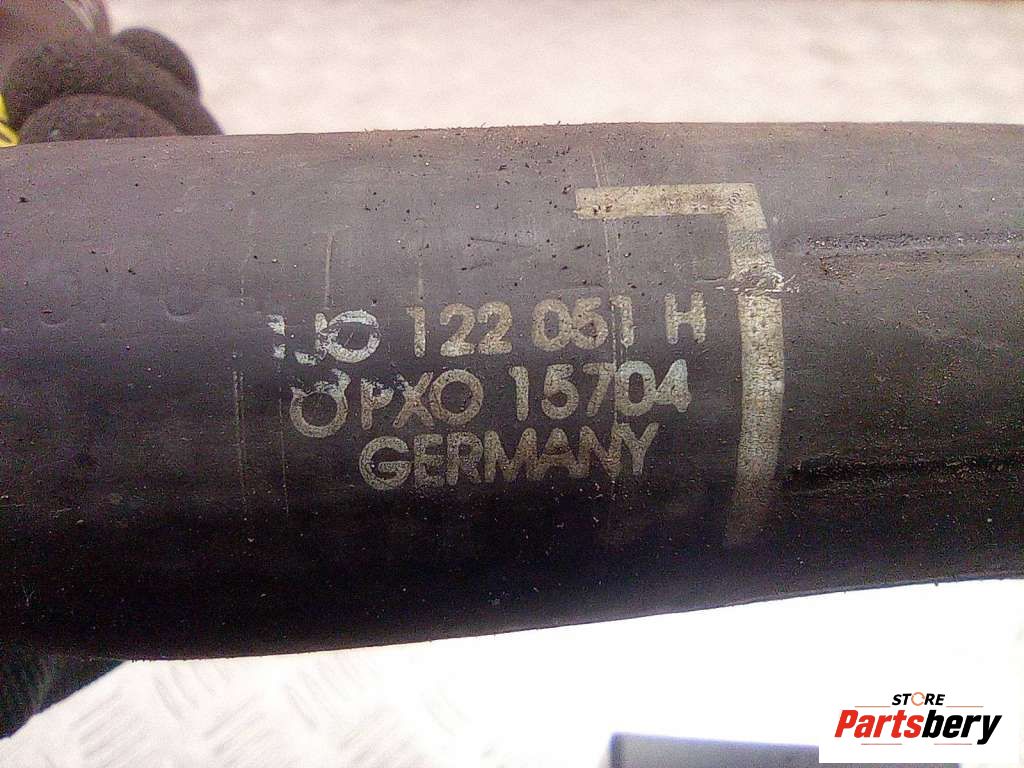 1J0 122 051 H
PXO 15704
GERMANY
STORE
Partsbery